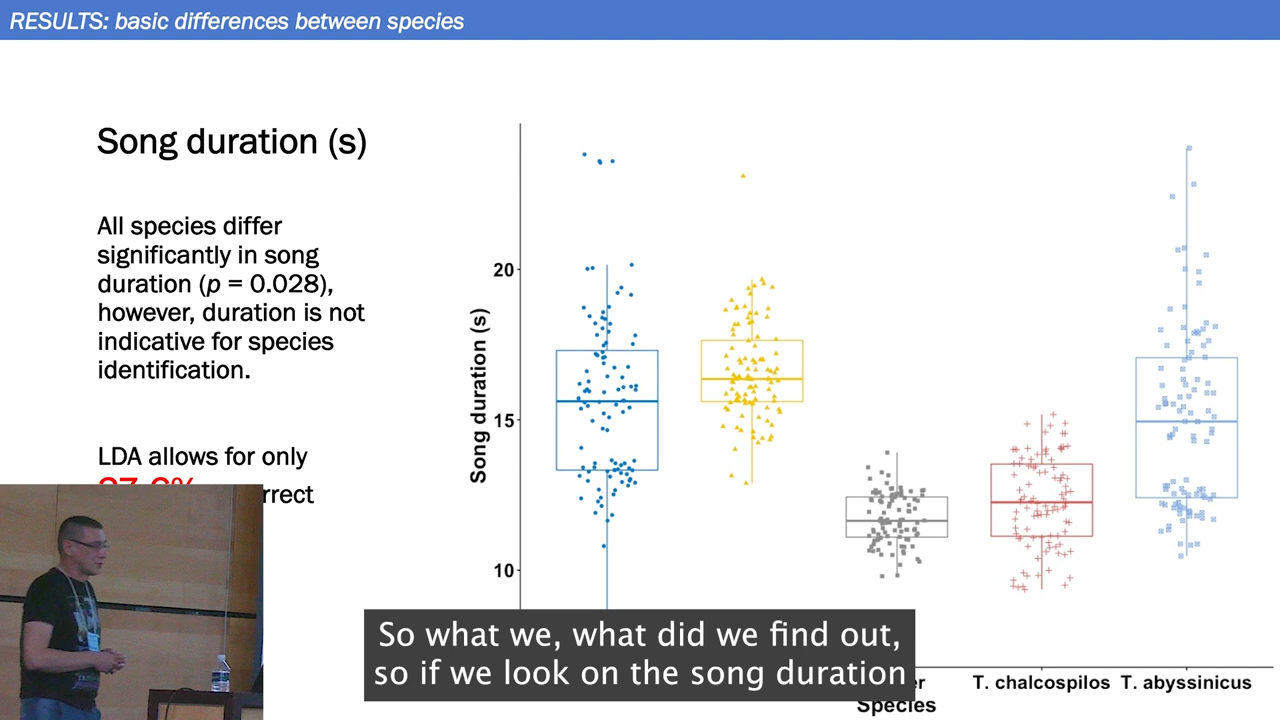 RESULTS: basic differences between species
Song duration (s)
All species differ
significantly in song
duration (p = 0.028),
however, duration is not
indicative for species
identification.
LDA allows for only
rrect
Song duration (s)
20
15
10
T. chalcospilos
T. abyssinicus
Species
So what we, what did we find out,
so if we look on the song duration